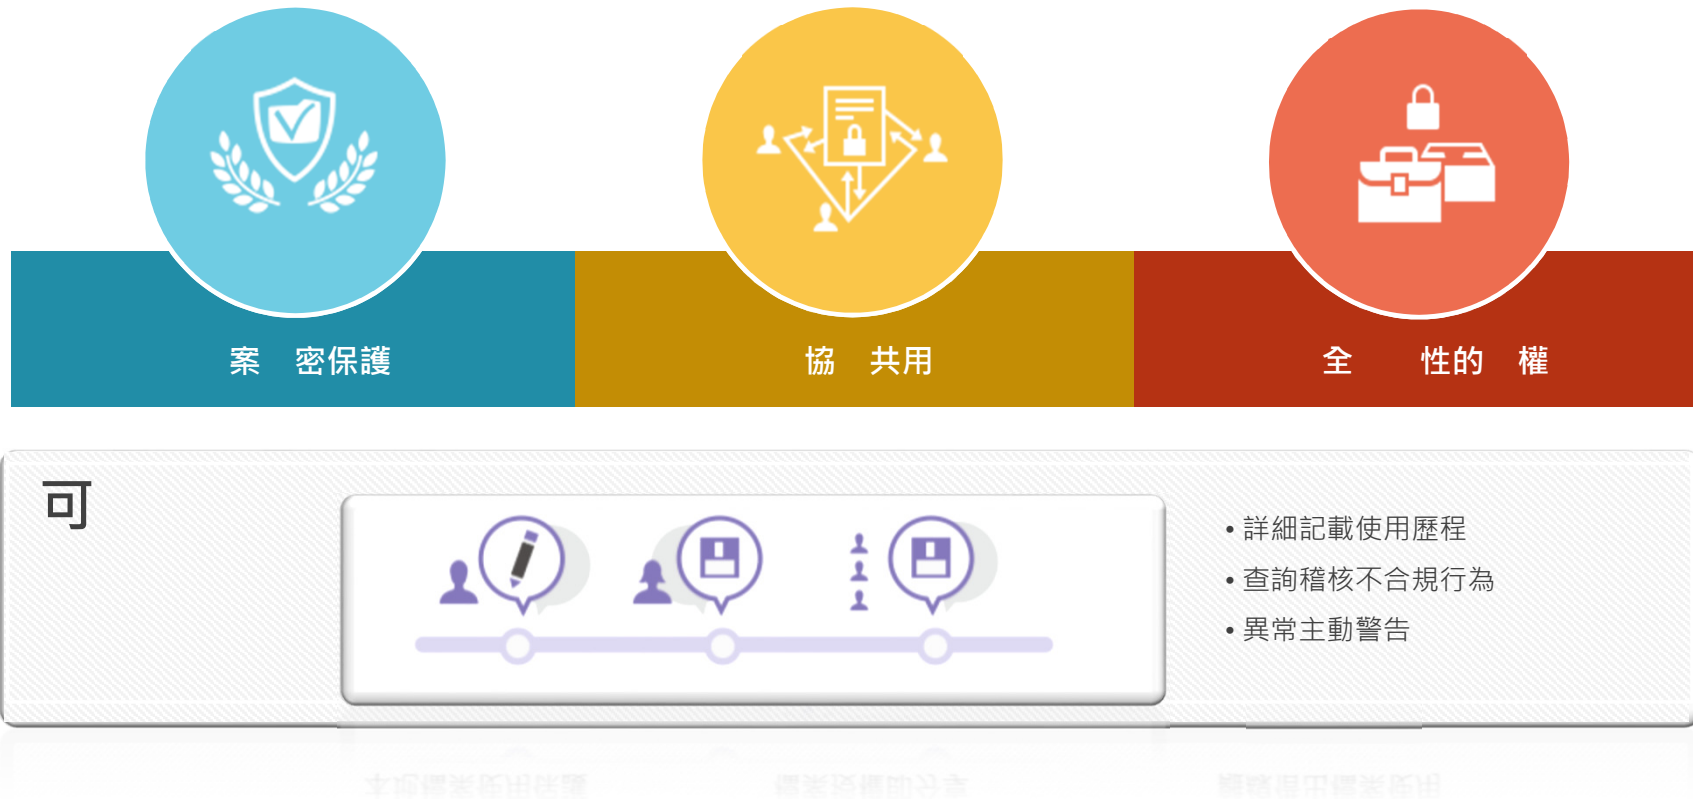 案 密保護
協 共用
全 性的 權
可
• 詳細記載使用歷程
• 查詢稽核不合規行為
• 異常主動警告